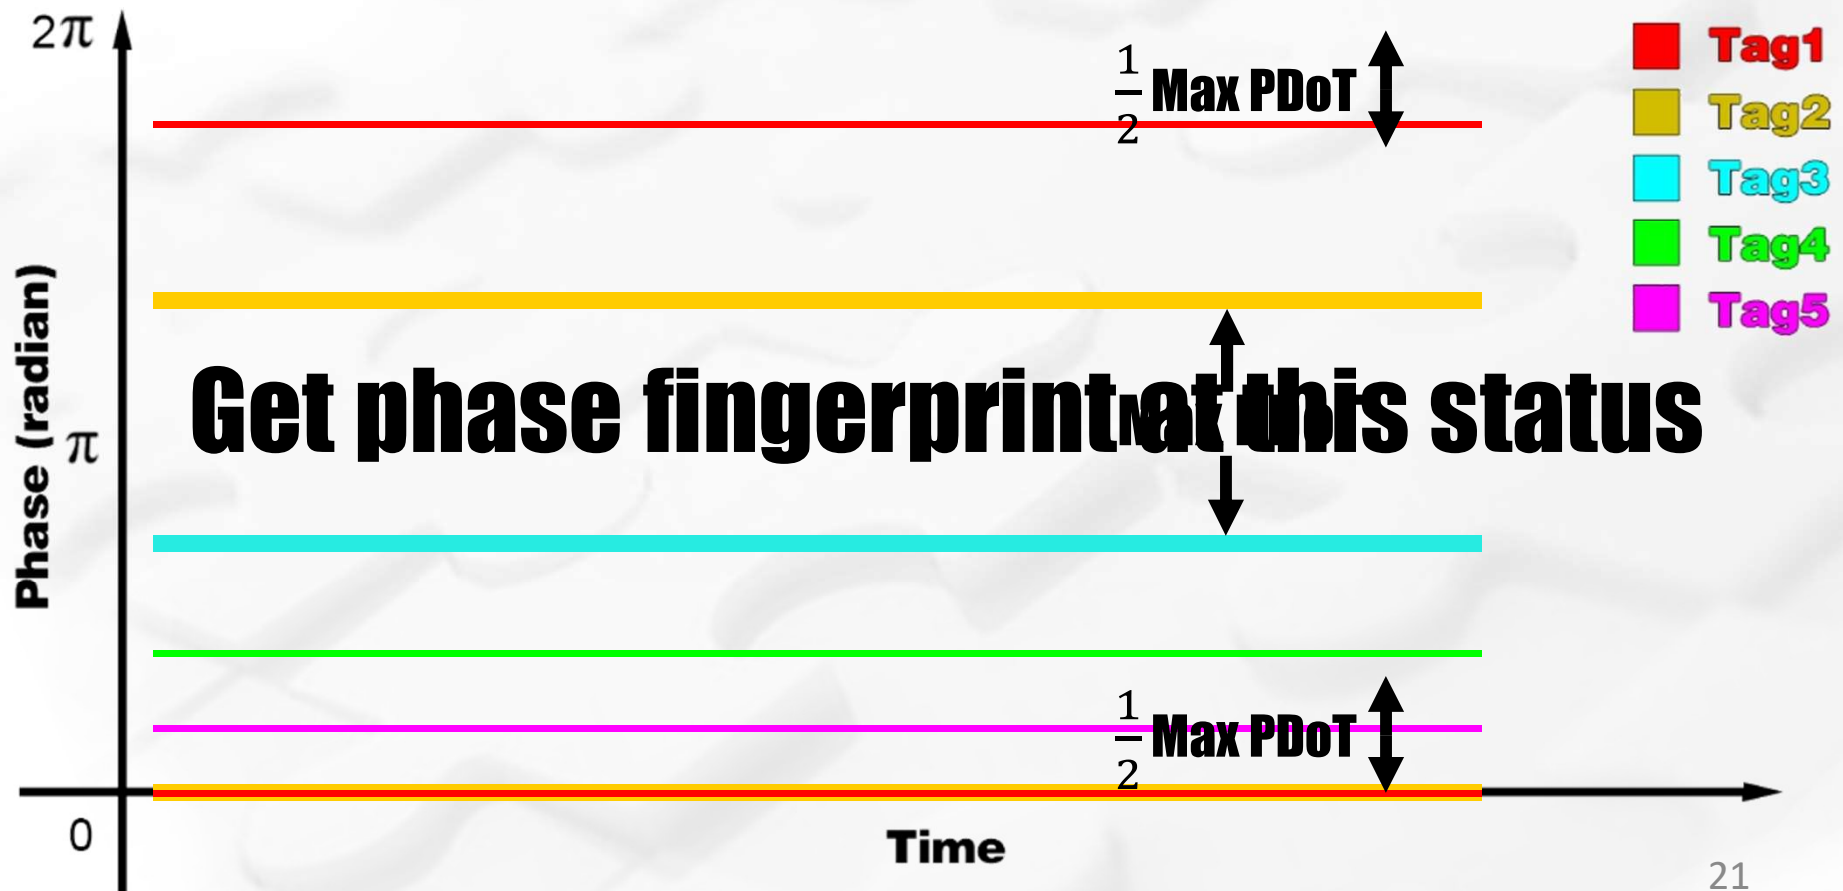 2π
1
2
Max PDoT
Tag1
Tag2
Tag3
Tag4
Tag5
Phase (radian)
Get phase fingerprint at this status
π
1
2
Max PDoT
0
Time
21